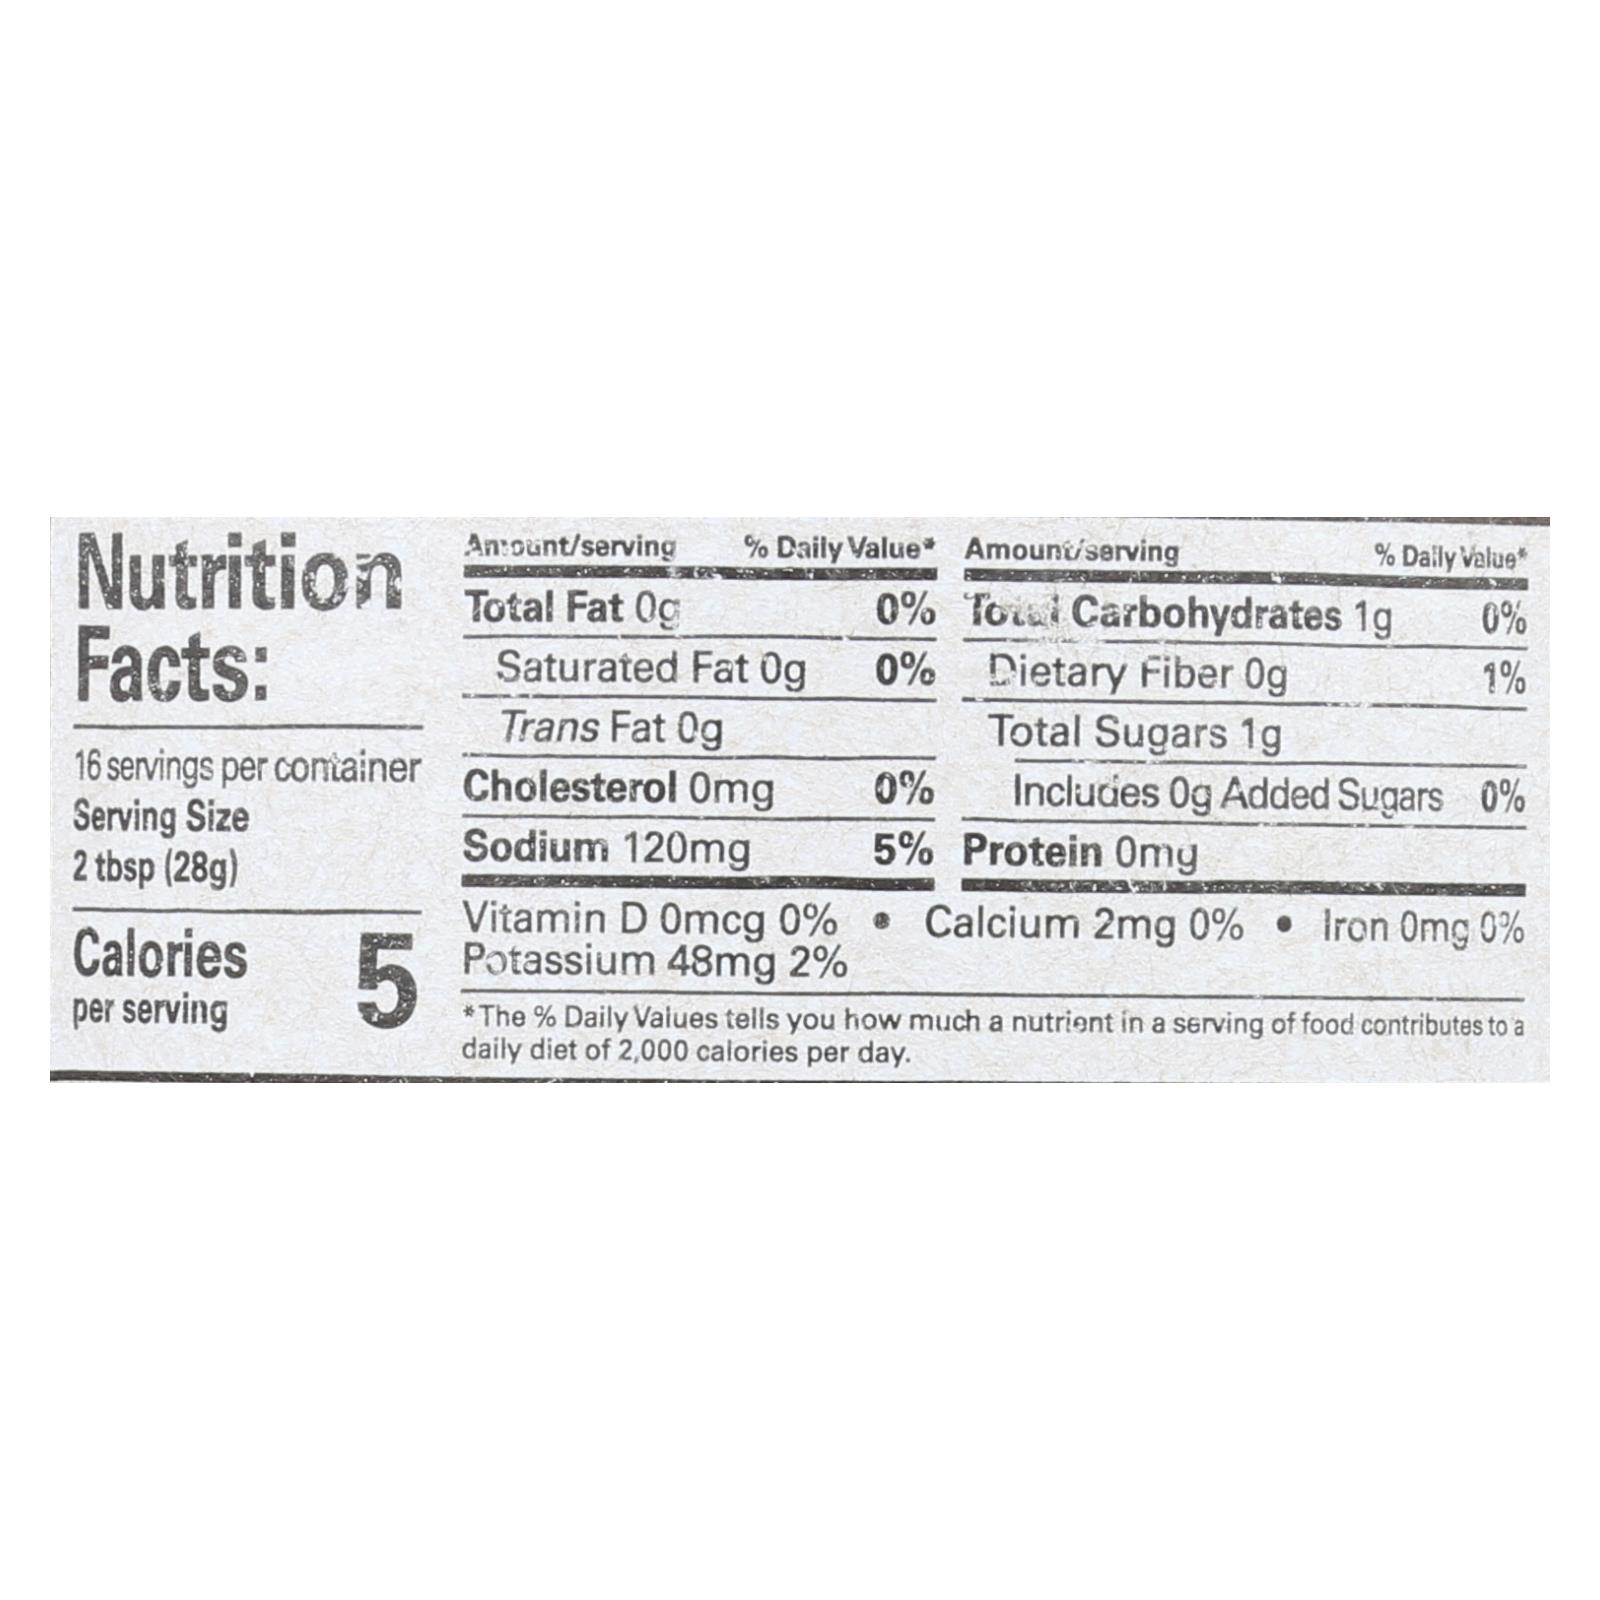 Nutrition
Facts:
16 servings per container
Serving Size
2 tbsp (28g)
Calories 5
per serving
Amount/serving % Daily Value*
Total Fat 0g 0%
Saturated Fat 0g 0%
Trans Fat 0g
Cholesterol 0mg 0%
Sodium 120mg 5%
Amount/serving % Daily Value*
Total Carbohydrates 1g 0%
Dietary Fiber 0g 1%
Total Sugars 1g
Includes 0g Added Sugars 0%
Protein 0mg
Vitamin D 0mcg 0% • Calcium 2mg 0% • Iron 0mg 0%
Potassium 48mg 2%
*The % Daily Values tells you how much a nutrient in a serving of food contributes to a
daily diet of 2,000 calories per day.